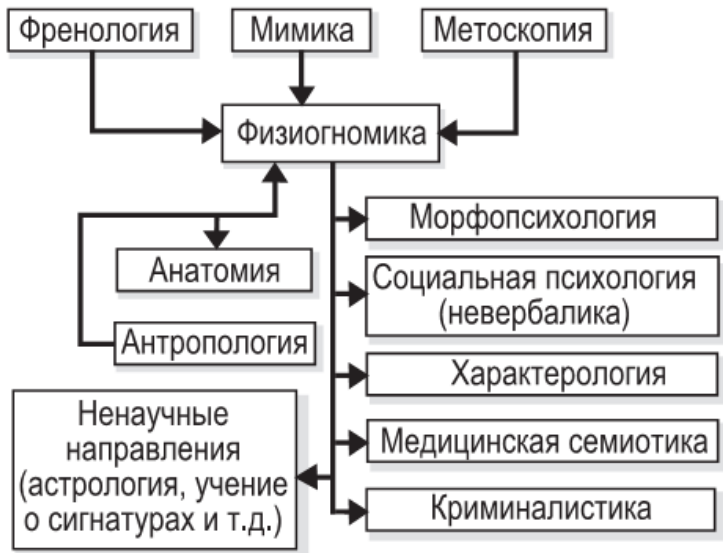 Френология
Мимика
Метоскопия
Физиогномика
Морфопсихология
Анатомия
Социальная психология
(невербалика)
Антропология
Характерология
Ненаучные
направления
(астрология, учение
о сигнатурах и т.д.)
Медицинская семиотика
Криминалистика